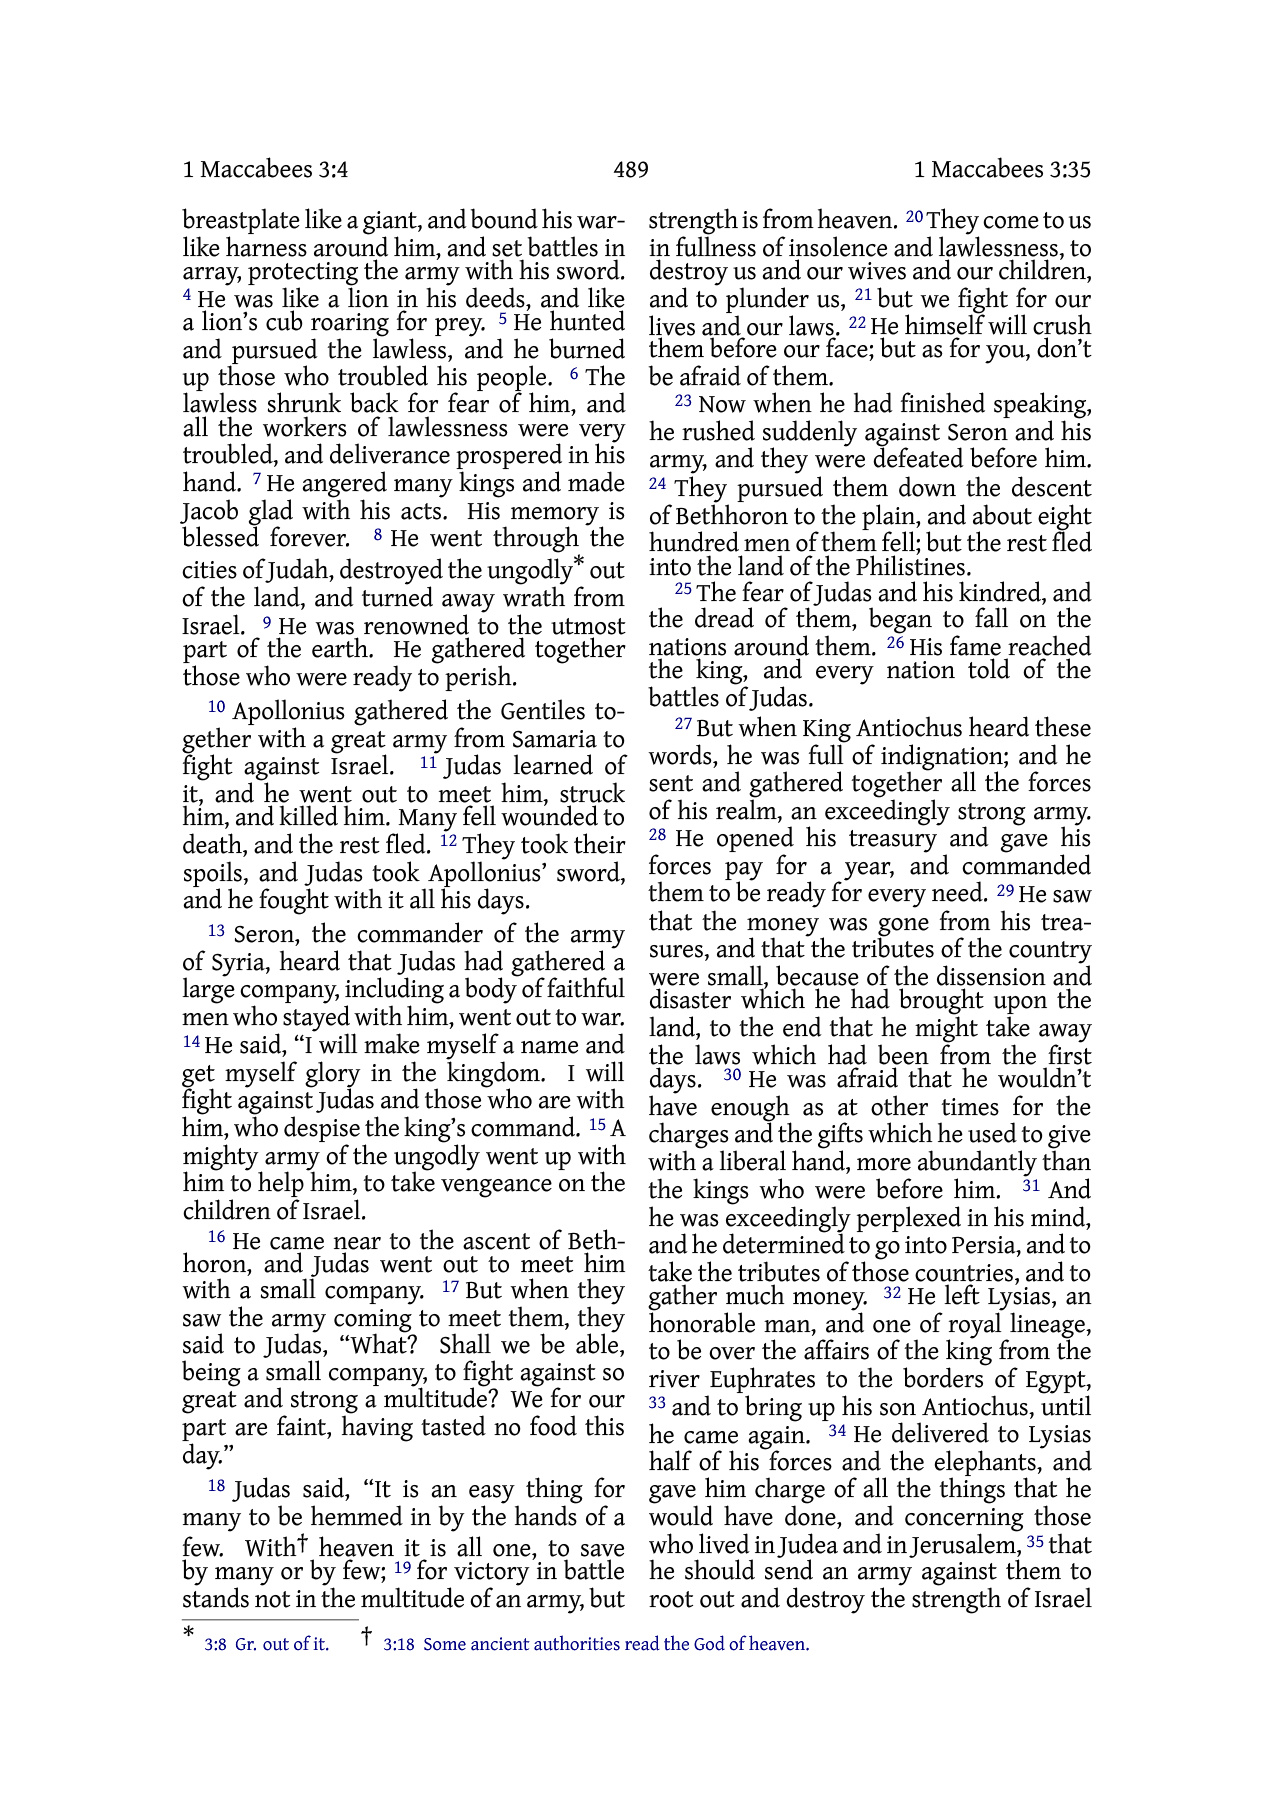 1 Maccabees 3:4 489 1 Maccabees 3:35
breastplate like a giant, and bound his war-
like harness around him, and set battles in
array, protecting the army with his sword.
4 He was like a lion in his deeds, and like
a lion’s cub roaring for prey. 5 He hunted
and pursued the lawless, and he burned
up those who troubled his people. 6 The
lawless shrunk back for fear of him, and
all the workers of lawlessness were very
troubled, and deliverance prospered in his
hand. 7 He angered many kings and made
Jacob glad with his acts. His memory is
blessed forever. 8 He went through the
cities of Judah, destroyed the ungodly* out
of the land, and turned away wrath from
Israel. 9 He was renowned to the utmost
part of the earth. He gathered together
those who were ready to perish.
10 Apollonius gathered the Gentiles to-
gether with a great army from Samaria to
fight against Israel. 11 Judas learned of
it, and he went out to meet him, struck
him, and killed him. Many fell wounded to
death, and the rest fled. 12 They took their
spoils, and Judas took Apollonius’ sword,
and he fought with it all his days.
13 Seron, the commander of the army
of Syria, heard that Judas had gathered a
large company, including a body of faithful
men who stayed with him, went out to war.
14 He said, “I will make myself a name and
get myself glory in the kingdom. I will
fight against Judas and those who are with
him, who despise the king’s command. 15 A
mighty army of the ungodly went up with
him to help him, to take vengeance on the
children of Israel.
16 He came near to the ascent of Beth-
horon, and Judas went out to meet him
with a small company. 17 But when they
saw the army coming to meet them, they
said to Judas, “What? Shall we be able,
being a small company, to fight against so
great and strong a multitude? We for our
part are faint, having tasted no food this
day.”
18 Judas said, “It is an easy thing for
many to be hemmed in by the hands of a
few. With† heaven it is all one, to save
by many or by few; 19 for victory in battle
stands not in the multitude of an army, but
strength is from heaven. 20 They come to us
in fullness of insolence and lawlessness, to
destroy us and our wives and our children,
and to plunder us, 21 but we fight for our
lives and our laws. 22 He himself will crush
them before our face; but as for you, don’t
be afraid of them.
23 Now when he had finished speaking,
he rushed suddenly against Seron and his
army, and they were defeated before him.
24 They pursued them down the descent
of Bethhoron to the plain, and about eight
hundred men of them fell; but the rest fled
into the land of the Philistines.
25 The fear of Judas and his kindred, and
the dread of them, began to fall on the
nations around them. 26 His fame reached
the king, and every nation told of the
battles of Judas.
27 But when King Antiochus heard these
words, he was full of indignation; and he
sent and gathered together all the forces
of his realm, an exceedingly strong army.
28 He opened his treasury and gave his
forces pay for a year, and commanded
them to be ready for every need. 29 He saw
that the money was gone from his trea-
sures, and that the tributes of the country
were small, because of the dissension and
disaster which he had brought upon the
land, to the end that he might take away
the laws which had been from the first
days. 30 He was afraid that he wouldn’t
have enough as at other times for the
charges and the gifts which he used to give
with a liberal hand, more abundantly than
the kings who were before him. 31 And
he was exceedingly perplexed in his mind,
and he determined to go into Persia, and to
take the tributes of those countries, and to
gather much money. 32 He left Lysias, an
honorable man, and one of royal lineage,
to be over the affairs of the king from the
river Euphrates to the borders of Egypt,
33 and to bring up his son Antiochus, until
he came again. 34 He delivered to Lysias
half of his forces and the elephants, and
gave him charge of all the things that he
would have done, and concerning those
who lived in Judea and in Jerusalem, 35 that
he should send an army against them to
root out and destroy the strength of Israel
* 3:8 Gr. out of it. † 3:18 Some ancient authorities read the God of heaven.